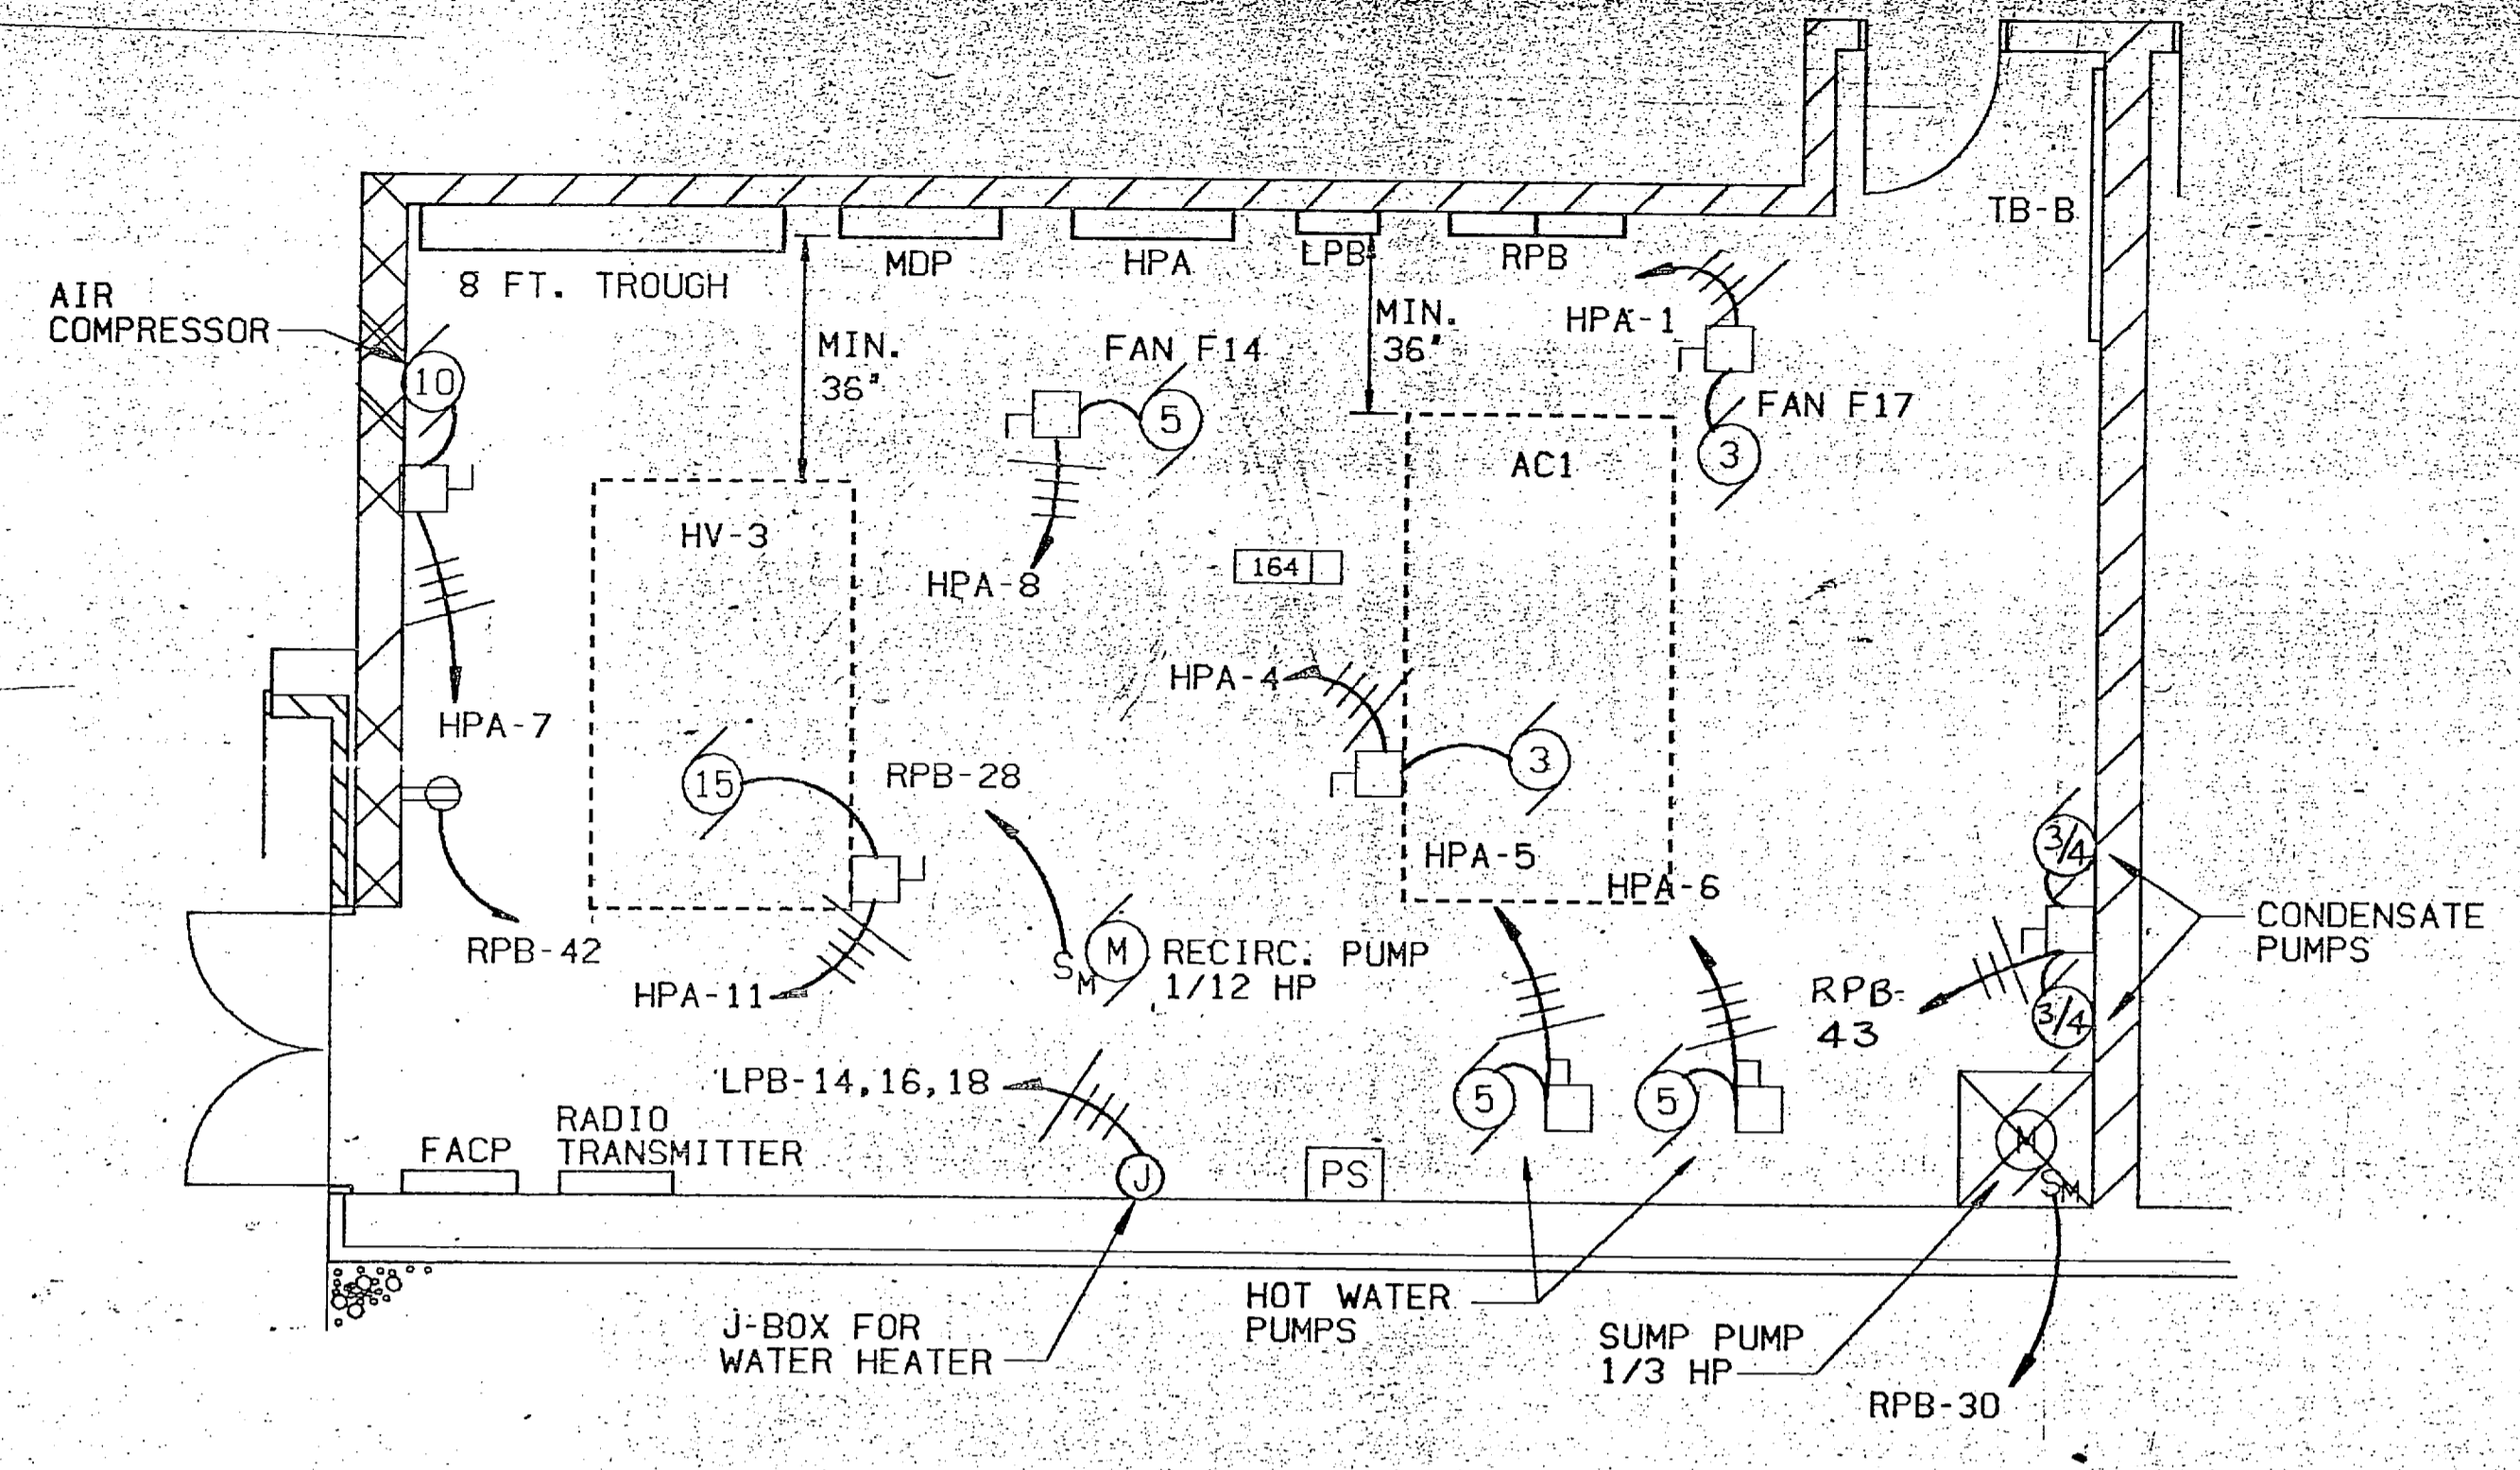 TB-B
MDP
HPA
LPB
RPB
8 FT. TROUGH
AIR
COMPRESSOR
MIN.
36"
MIN.
36"
HPA-1
FAN F14
FAN F17
10
5
3
AC1
HV-3
164
HPA-8
HPA-4
HPA-7
3
15
RPB-28
HPA-5
HPA-6
3/4
CONDENSATE
PUMPS
RPB-42
HPA-11
SM
M
RECIRC. PUMP
1/12 HP
RPB-
43
3/4
LPB-14,16,18
5
5
FACP
RADIO
TRANSMITTER
J
PS
M
SM
HOT WATER
PUMPS
J-BOX FOR
WATER HEATER
SUMP PUMP
1/3 HP
RPB-30